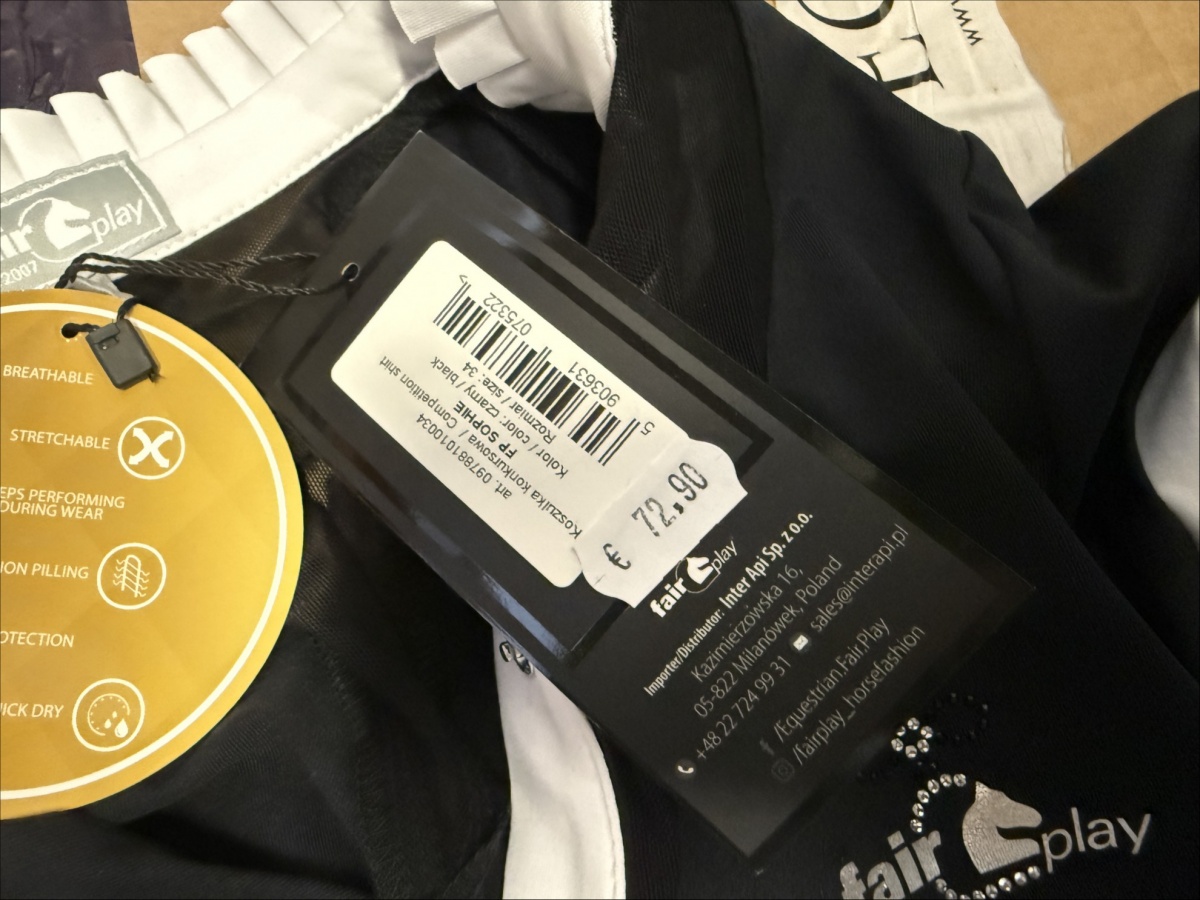 fair play
2007
BREATHABLE
STRETCHABLE
EPS PERFORMING
DURING WEAR
ION PILLING
OTECTION
ICK DRY
art. 097881010034
Koszulka konkursowa / Competition shirt
FP SOPHIE
Kolor / color: czarny / black
Rozmiar / size: 34
5 903631 075322
€ 72,90
fair play
Importer/Distributor: Inter Api Sp. z o.o.
Kazimierzowska 16,
05-822 Milanówek, Poland
+48 22 724 99 31 sales@interapi.pl
/Equestrian.Fair.Play
/fairplay_horsefashion
fair play
www